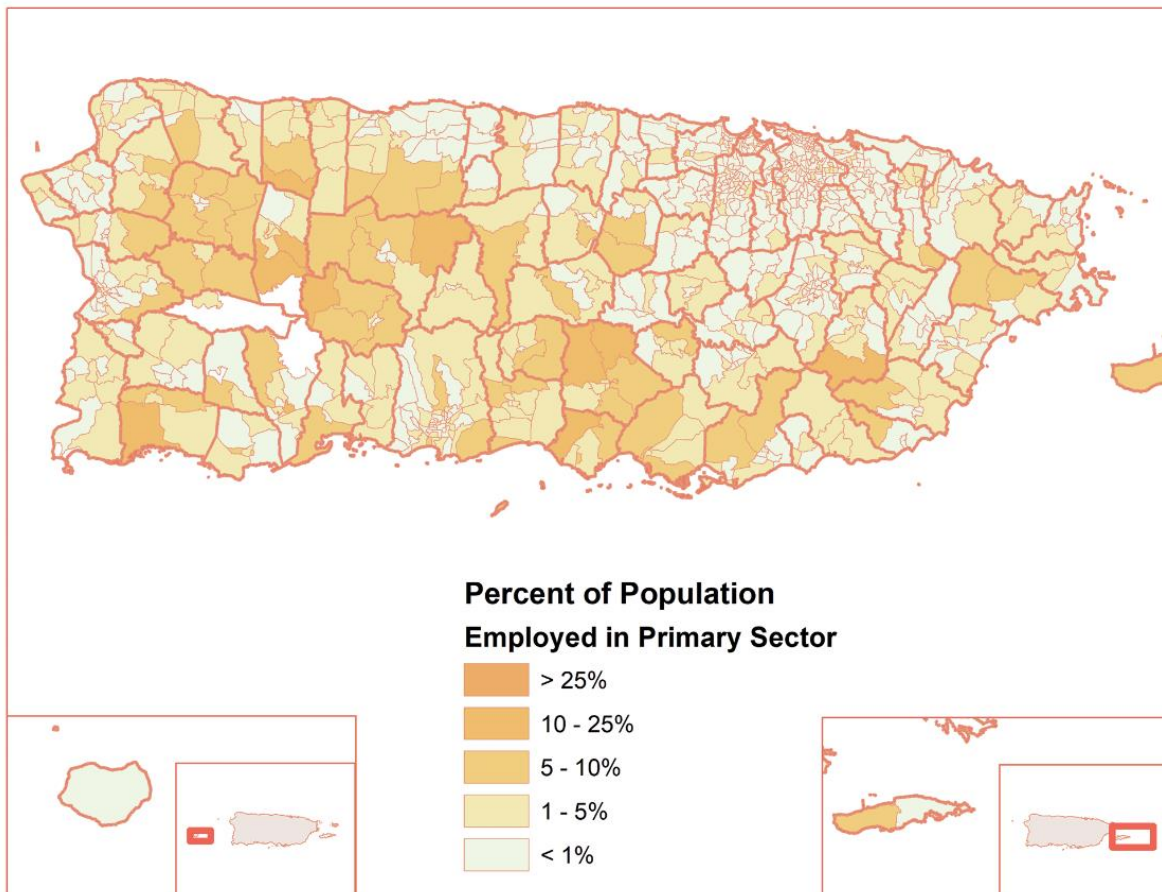 Percent of Population
Employed in Primary Sector
> 25%
10 - 25%
5 - 10%
1 - 5%
< 1%